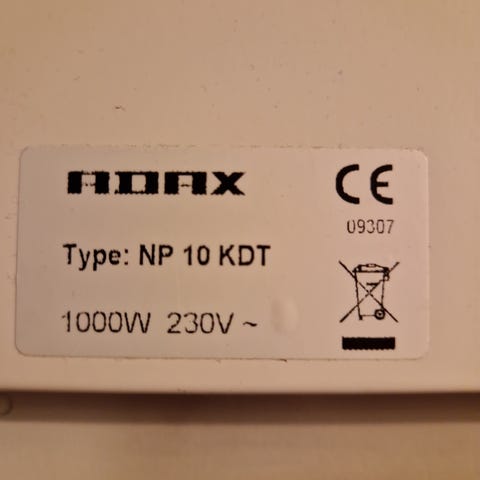 ADAX
CE
09307
Type: NP 10 KDT
1000W 230V ~